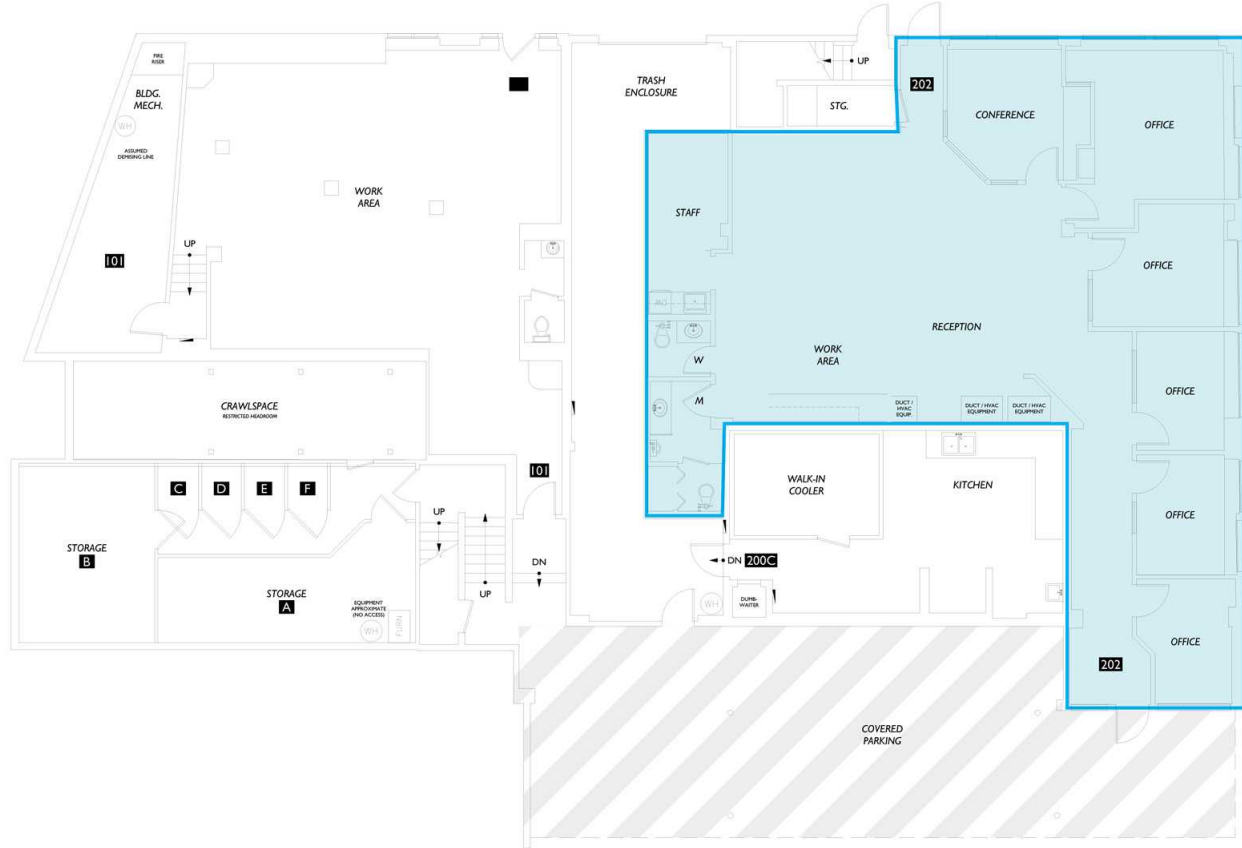 FIRE
RISER
BLDG.
MECH.
WH
ASSUMED
DEMISING LINE
101
UP
WORK
AREA
TRASH
ENCLOSURE
UP
STG.
202
CONFERENCE
OFFICE
STAFF
OFFICE
RECEPTION
WORK
AREA
W
M
OFFICE
DUCT /
HVAC
EQUIP.
DUCT / HVAC
EQUIPMENT
DUCT / HVAC
EQUIPMENT
CRAWLSPACE
RESTRICTED HEADROOM
101
C
D
E
F
WALK-IN
COOLER
KITCHEN
OFFICE
STORAGE
B
UP
UP
DN
DN
200C
STORAGE
A
EQUIPMENT
APPROXIMATE
(NO ACCESS)
WH
FURN
WH
DUMB-
WAITER
OFFICE
202
COVERED
PARKING